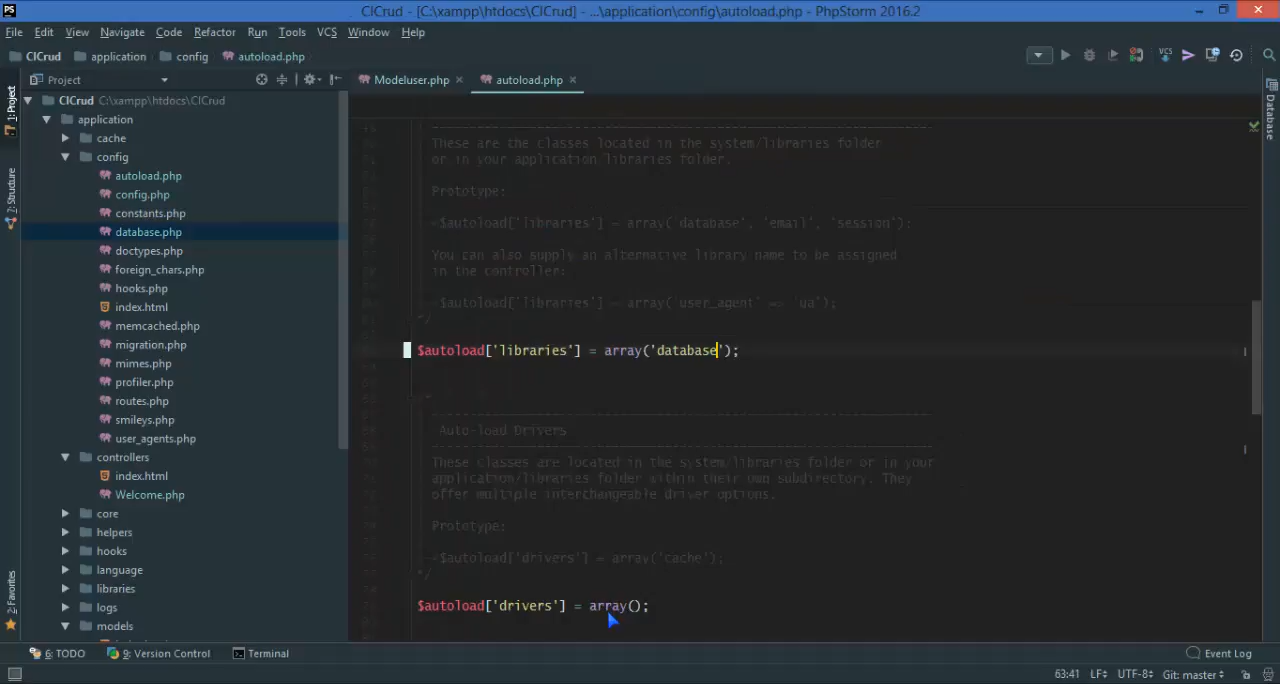 PS
CICrud - [C:\xampp\htdocs\CICrud] - ...\application\config\autoload.php - PhpStorm 2016.2
File Edit View Navigate Code Refactor Run Tools VCS Window Help
CICrud application config autoload.php
VCS
Project
Modeluser.php autoload.php
1: Project
7: Structure
2: Favorites
CICrud C:\xampp\htdocs\CICrud
application
cache
config
autoload.php
config.php
constants.php
database.php
doctypes.php
foreign_chars.php
hooks.php
index.html
memcached.php
migration.php
mimes.php
profiler.php
routes.php
smileys.php
user_agents.php
controllers
index.html
Welcome.php
core
helpers
hooks
language
libraries
logs
models
These are the classes located in the system/libraries folder
or in your application/libraries folder.
Prototype:
$autoload['libraries'] = array('database', 'email', 'session');
You can also supply an alternative library name to be assigned
in the controller:
$autoload['libraries'] = array('user_agent' => 'ua');
*/
$autoload['libraries'] = array('database');
Auto-load Drivers
These classes are located in the system/libraries folder or in your
application/libraries folder within their own subdirectory. They
offer multiple interchangeable driver options.
Prototype:
$autoload['drivers'] = array('cache');
*/
$autoload['drivers'] = array();
Database
6: TODO 9: Version Control Terminal Event Log
63:41 LF UTF-8 Git: master